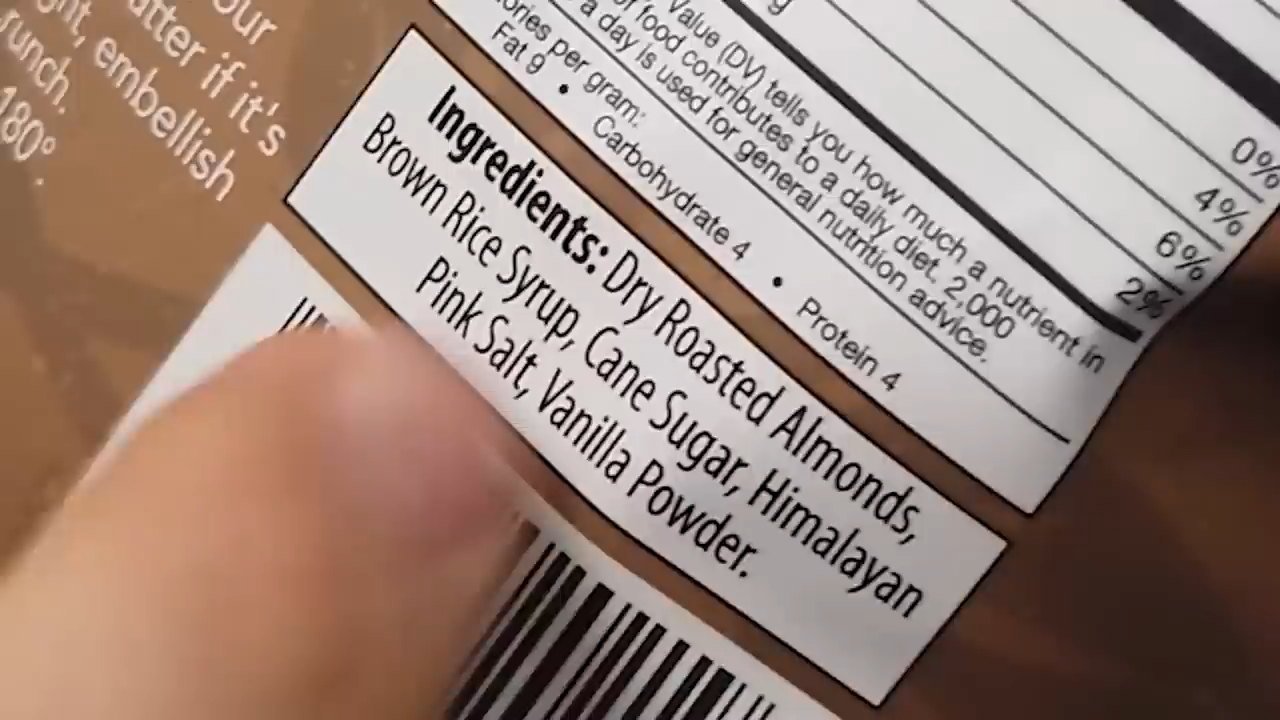 our
atter if it's
ght, embellish
runch.
180°.
g
0%
4%
6%
2%
Value (DV) tells you how much a nutrient in
of food contributes to a daily diet. 2,000
a day is used for general nutrition advice.
ories per gram:
Fat 9 • Carbohydrate 4 • Protein 4
Ingredients: Dry Roasted Almonds,
Brown Rice Syrup, Cane Sugar, Himalayan
Pink Salt, Vanilla Powder.